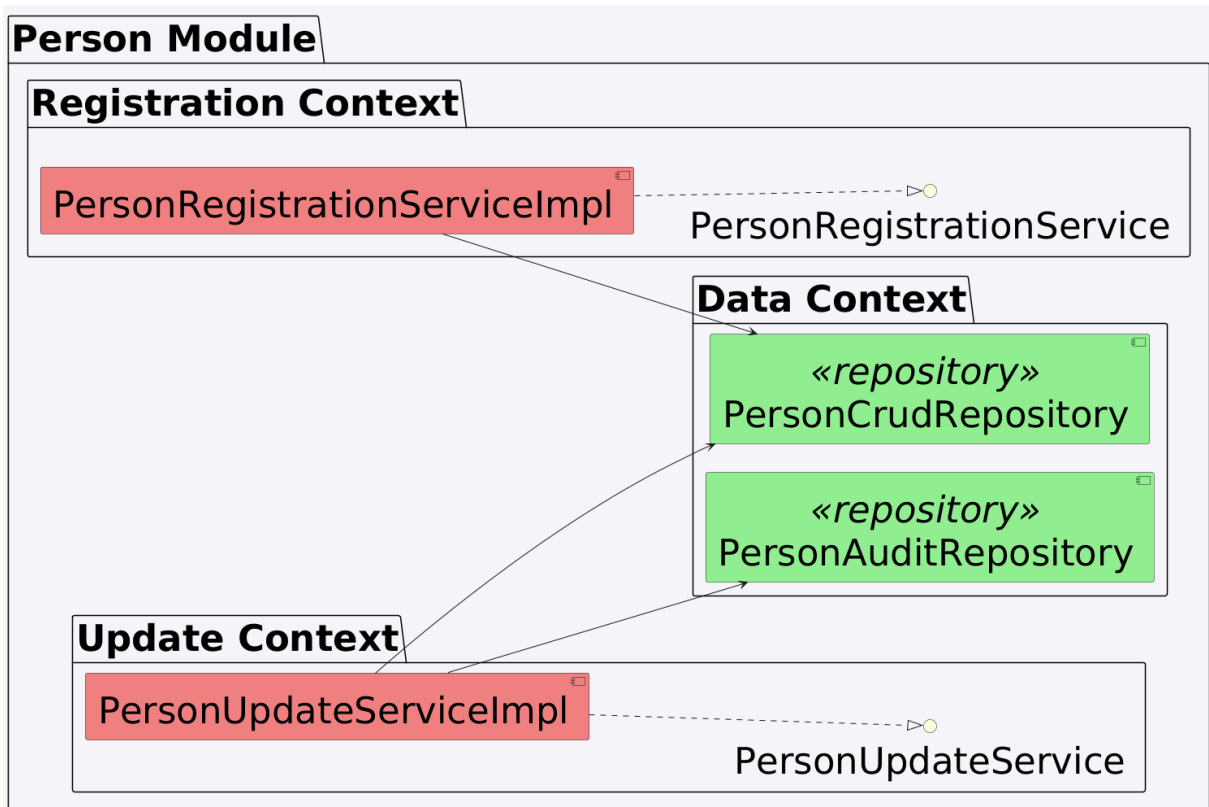 Person Module
Registration Context
PersonRegistrationServiceImpl
PersonRegistrationService
Data Context
«repository»
PersonCrudRepository
«repository»
PersonAuditRepository
Update Context
PersonUpdateServiceImpl
PersonUpdateService